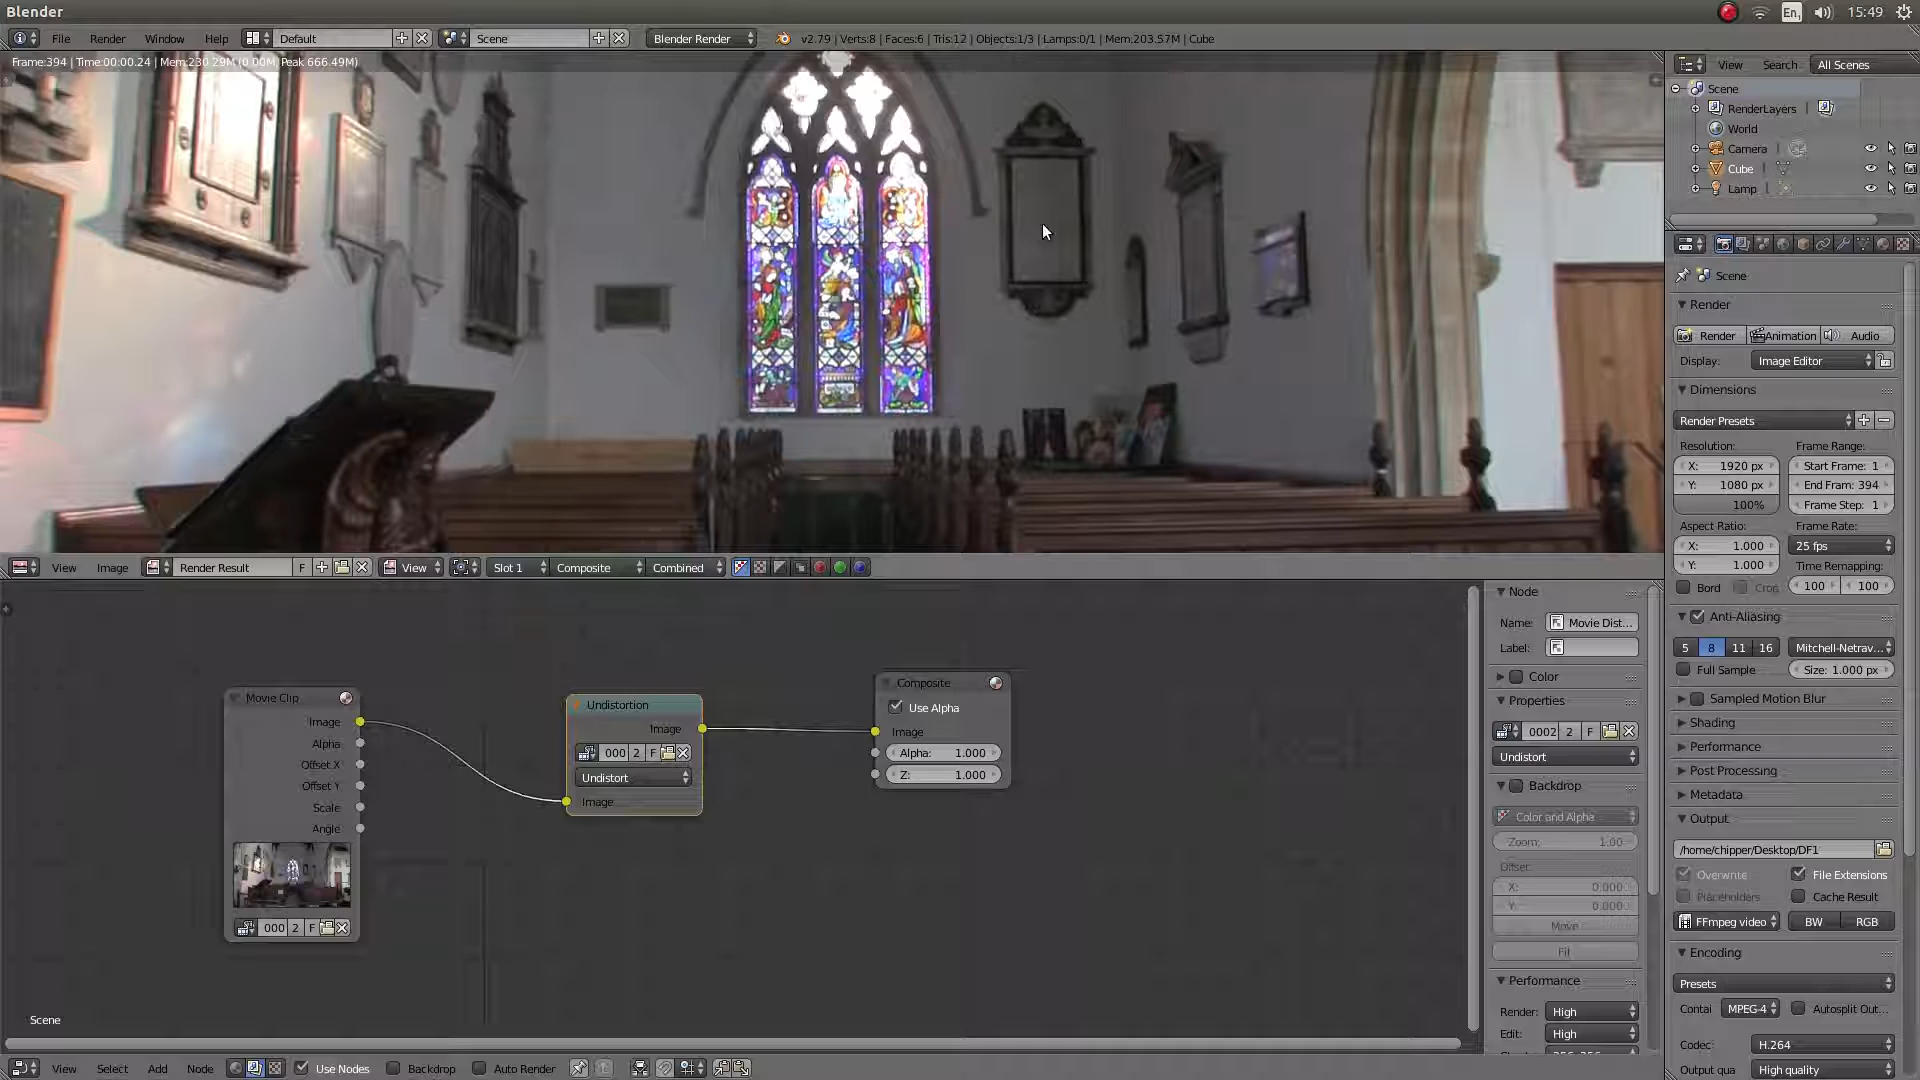 Blender
En1 15:49
File Render Window Help Default Scene Blender Render v2.79 | Verts:8 | Faces:6 | Tris:12 | Objects:1/3 | Lamps:0/1 | Mem:203.57M | Cube
Frame:394 | Time:00:00.24 | Mem:230.29M (0.00M, Peak 666.49M)
View Search All Scenes
Scene
RenderLayers
World
Camera
Cube
Lamp
Scene
Render
Render Animation Audio
Display: Image Editor
Dimensions
Render Presets
Resolution: Frame Range:
X: 1920 px Start Frame: 1
Y: 1080 px End Fram: 394
100% Frame Step: 1
Aspect Ratio: Frame Rate:
X: 1.000 25 fps
Y: 1.000 Time Remapping:
Bord Crop 100 100
Anti-Aliasing
5 8 11 16 Mitchell-Netrav...
Full Sample Size: 1.000 px
Sampled Motion Blur
Shading
Performance
Post Processing
Metadata
Output
/home/chipper/Desktop/DF1
Overwrite File Extensions
Placeholders Cache Result
FFmpeg video BW RGB
Encoding
Presets
Contai MPEG-4 Autosplit Out...
Codec: H.264
Output qua High quality
View Image Render Result F View Slot 1 Composite Combined
Movie Clip
Image
Alpha
Offset X
Offset Y
Scale
Angle
000 2 F
Undistortion
Image
000 2 F
Undistort
Image
Composite
Use Alpha
Image
Alpha: 1.000
Z: 1.000
Node
Name: Movie Dist...
Label:
Color
Properties
0002 2 F
Undistort
Backdrop
Color and Alpha
Zoom: 1.00
Offset:
X: 0.000
Y: 0.000
Move
Fit
Performance
Render: High
Edit: High
Scene
View Select Add Node Use Nodes Backdrop Auto Render